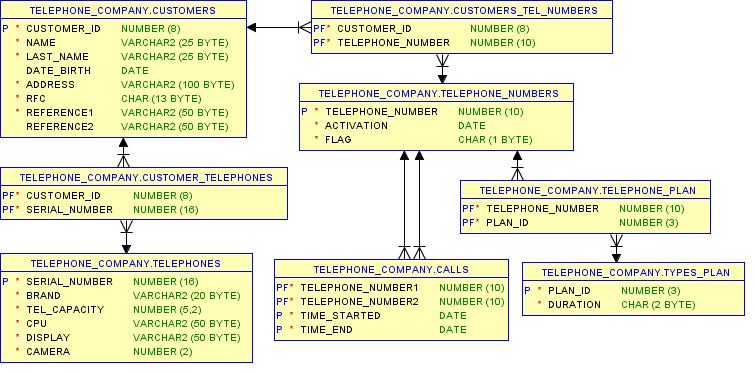 TELEPHONE_COMPANY.CUSTOMERS
P * CUSTOMER_ID NUMBER (8)
* NAME VARCHAR2 (25 BYTE)
* LAST_NAME VARCHAR2 (25 BYTE)
DATE_BIRTH DATE
* ADDRESS VARCHAR2 (100 BYTE)
* RFC CHAR (13 BYTE)
* REFERENCE1 VARCHAR2 (50 BYTE)
REFERENCE2 VARCHAR2 (50 BYTE)
TELEPHONE_COMPANY.CUSTOMERS_TEL_NUMBERS
PF* CUSTOMER_ID NUMBER (8)
PF* TELEPHONE_NUMBER NUMBER (10)
TELEPHONE_COMPANY.TELEPHONE_NUMBERS
P * TELEPHONE_NUMBER NUMBER (10)
* ACTIVATION DATE
* FLAG CHAR (1 BYTE)
TELEPHONE_COMPANY.CUSTOMER_TELEPHONES
PF* CUSTOMER_ID NUMBER (8)
PF* SERIAL_NUMBER NUMBER (16)
TELEPHONE_COMPANY.TELEPHONE_PLAN
PF* TELEPHONE_NUMBER NUMBER (10)
PF* PLAN_ID NUMBER (3)
TELEPHONE_COMPANY.TELEPHONES
P * SERIAL_NUMBER NUMBER (16)
* BRAND VARCHAR2 (20 BYTE)
* TEL_CAPACITY NUMBER (5,2)
* CPU VARCHAR2 (50 BYTE)
* DISPLAY VARCHAR2 (50 BYTE)
* CAMERA NUMBER (2)
TELEPHONE_COMPANY.CALLS
PF* TELEPHONE_NUMBER1 NUMBER (10)
PF* TELEPHONE_NUMBER2 NUMBER (10)
P * TIME_STARTED DATE
P * TIME_END DATE
TELEPHONE_COMPANY.TYPES_PLAN
P * PLAN_ID NUMBER (3)
* DURATION CHAR (2 BYTE)